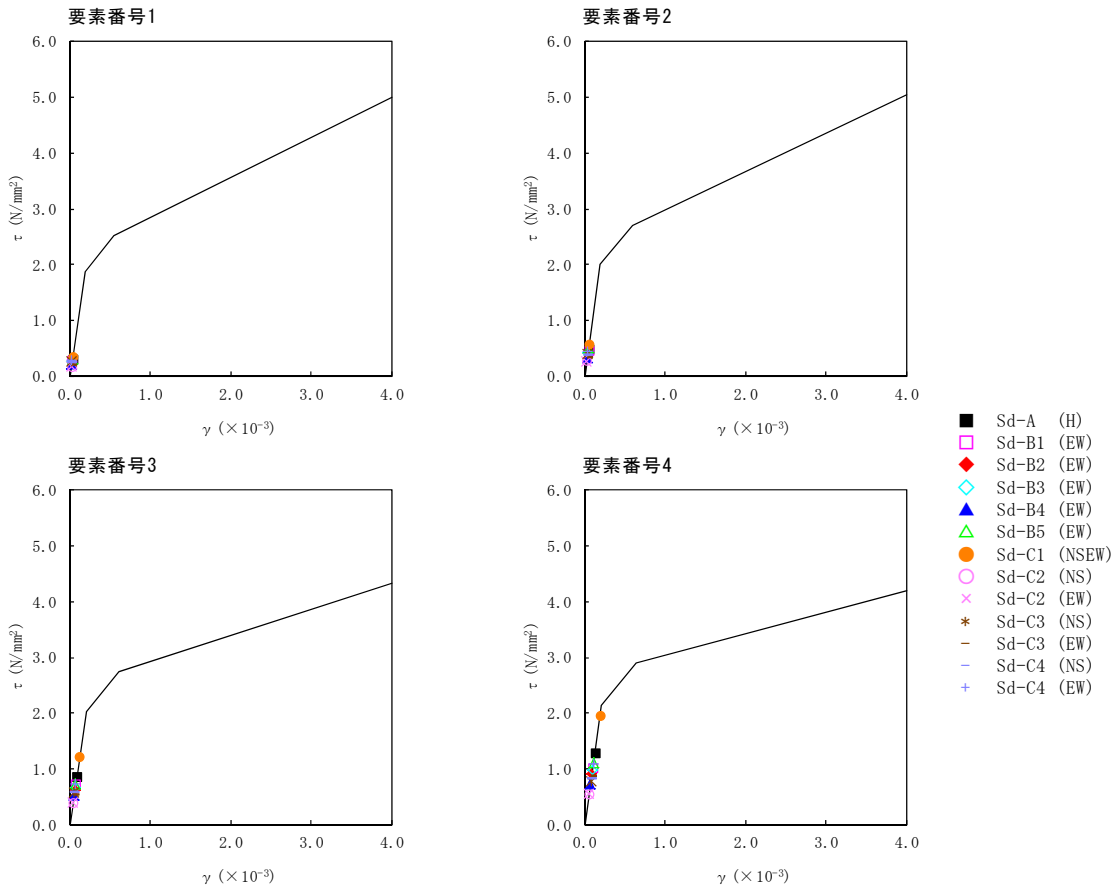 要素番号1
6.0
5.0
4.0
3.0
2.0
1.0
0.0
τ (N/mm²)
0.0 1.0 2.0 3.0 4.0
γ (×10⁻³)
要素番号2
6.0
5.0
4.0
3.0
2.0
1.0
0.0
τ (N/mm²)
0.0 1.0 2.0 3.0 4.0
γ (×10⁻³)
要素番号3
6.0
5.0
4.0
3.0
2.0
1.0
0.0
τ (N/mm²)
0.0 1.0 2.0 3.0 4.0
γ (×10⁻³)
要素番号4
6.0
5.0
4.0
3.0
2.0
1.0
0.0
τ (N/mm²)
0.0 1.0 2.0 3.0 4.0
γ (×10⁻³)
Sd-A (H)
Sd-B1 (EW)
Sd-B2 (EW)
Sd-B3 (EW)
Sd-B4 (EW)
Sd-B5 (EW)
Sd-C1 (NSEW)
Sd-C2 (NS)
Sd-C2 (EW)
Sd-C3 (NS)
Sd-C3 (EW)
Sd-C4 (NS)
Sd-C4 (EW)